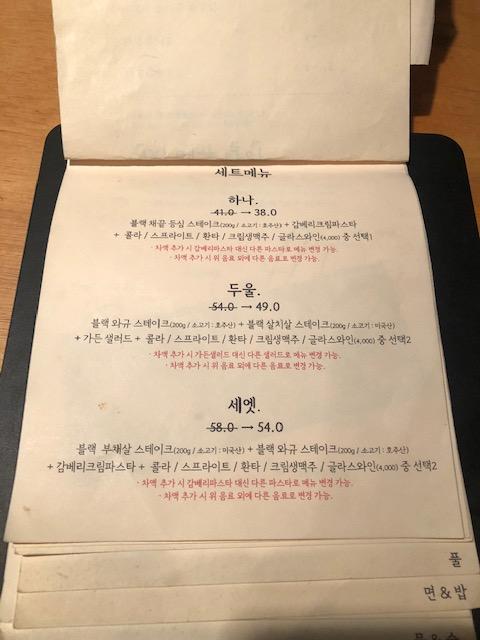 세트메뉴
하나.
41.0 → 38.0
블랙 채끝 등심 스테이크(200g / 소고기 : 호주산) + 감베리크림파스타
+ 콜라 / 스프라이트 / 환타 / 크림생맥주 / 글라스와인(4,000) 중 선택1
· 차액 추가 시 감베리파스타 대신 다른 파스타로 메뉴 변경 가능.
· 차액 추가 시 위 음료 외에 다른 음료로 변경 가능.
두울.
54.0 → 49.0
블랙 와규 스테이크(200g / 소고기 : 호주산) + 블랙 살치살 스테이크(200g / 소고기 : 미국산)
+ 가든 샐러드 + 콜라 / 스프라이트 / 환타 / 크림생맥주 / 글라스와인(4,000) 중 선택2
· 차액 추가 시 가든샐러드 대신 다른 샐러드로 메뉴 변경 가능.
· 차액 추가 시 위 음료 외에 다른 음료로 변경 가능.
세엣.
58.0 → 54.0
블랙 부채살 스테이크(200g / 소고기 : 미국산) + 블랙 와규 스테이크(200g / 소고기 : 호주산)
+ 감베리크림파스타 + 콜라 / 스프라이트 / 환타 / 크림생맥주 / 글라스와인(4,000) 중 선택2
· 차액 추가 시 감베리파스타 대신 다른 파스타로 메뉴 변경 가능.
· 차액 추가 시 위 음료 외에 다른 음료로 변경 가능.
풀
면 & 밥